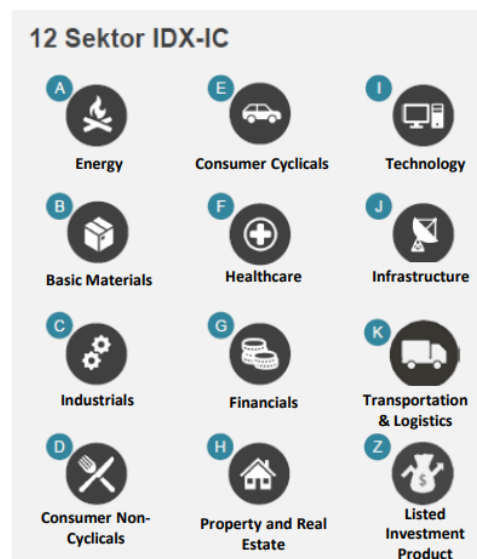 12 Sektor IDX-IC
A
Energy
B
Basic Materials
C
Industrials
D
Consumer Non-
Cyclicals
E
Consumer Cyclicals
F
Healthcare
G
Financials
H
Property and Real
Estate
I
Technology
J
Infrastructure
K
Transportation
& Logistics
Z
$
Listed
Investment
Product